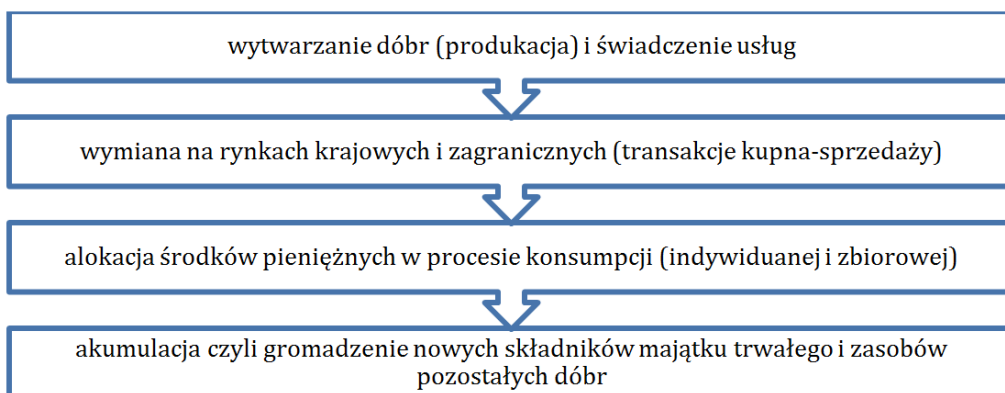 wytwarzanie dóbr (produkacja) i świadczenie usług
wymiana na rynkach krajowych i zagranicznych (transakcje kupna-sprzedaży)
alokacja środków pieniężnych w procesie konsumpcji (indywiduanej i zbiorowej)
akumulacja czyli gromadzenie nowych składników majątku trwałego i zasobów
pozostałych dóbr